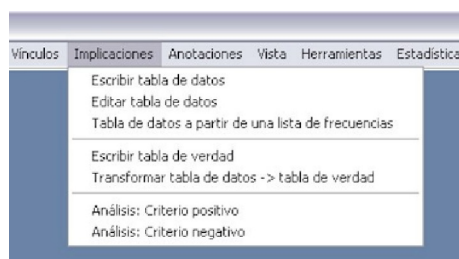 Vínculos Implicaciones Anotaciones Vista Herramientas Estadística
Escribir tabla de datos
Editar tabla de datos
Tabla de datos a partir de una lista de frecuencias
Escribir tabla de verdad
Transformar tabla de datos -> tabla de verdad
Análisis: Criterio positivo
Análisis: Criterio negativo